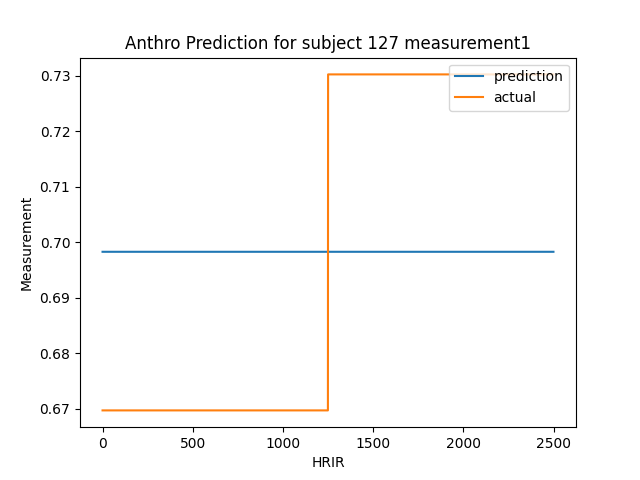 Anthro Prediction for subject 127 measurement1
prediction
actual
0.73
0.72
0.71
0.70
0.69
0.68
0.67
Measurement
0
500
1000
1500
2000
2500
HRIR